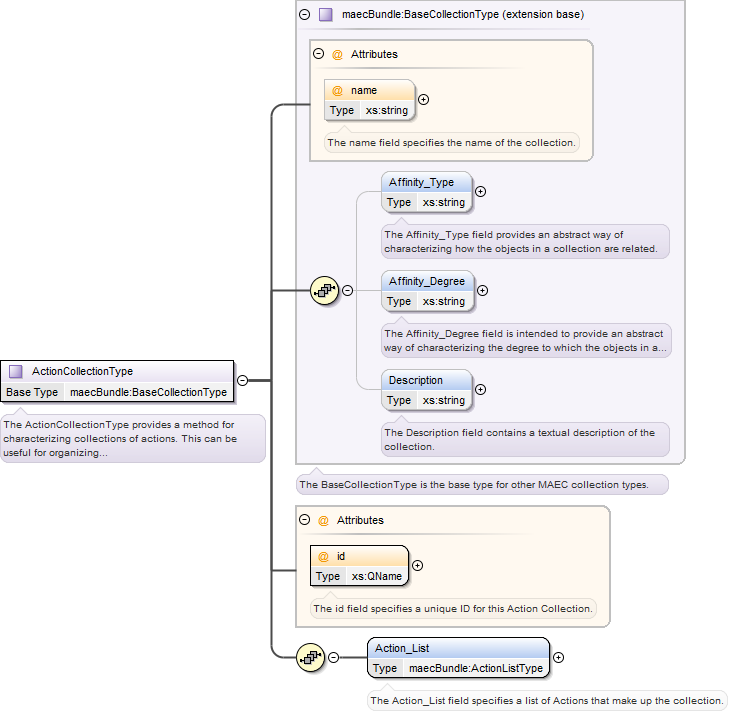 maecBundle:BaseCollectionType (extension base)
@ Attributes
@ name
Type xs:string
The name field specifies the name of the collection.
Affinity_Type
Type xs:string
The Affinity_Type field provides an abstract way of
characterizing how the objects in a collection are related.
Affinity_Degree
Type xs:string
The Affinity_Degree field is intended to provide an abstract
way of characterizing the degree to which the objects in a...
Description
Type xs:string
The Description field contains a textual description of the
collection.
The BaseCollectionType is the base type for other MAEC collection types.
ActionCollectionType
Base Type maecBundle:BaseCollectionType
The ActionCollectionType provides a method for
characterizing collections of actions. This can be
useful for organizing...
@ Attributes
@ id
Type xs:QName
The id field specifies a unique ID for this Action Collection.
Action_List
Type maecBundle:ActionListType
The Action_List field specifies a list of Actions that make up the collection.